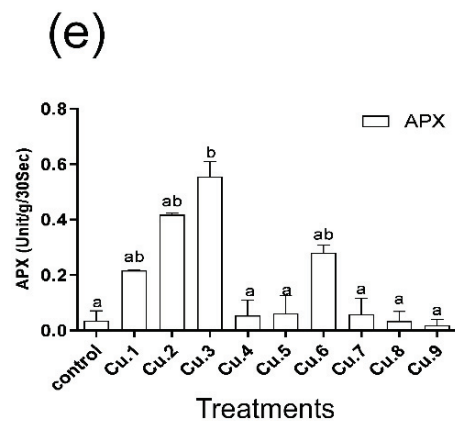 (e)
APX (Unit/g/30Sec)
0.8
0.6
0.4
0.2
0.0
APX
a
ab
ab
b
a
a
ab
a
a
a
control
Cu.1
Cu.2
Cu.3
Cu.4
Cu.5
Cu.6
Cu.7
Cu.8
Cu.9
Treatments